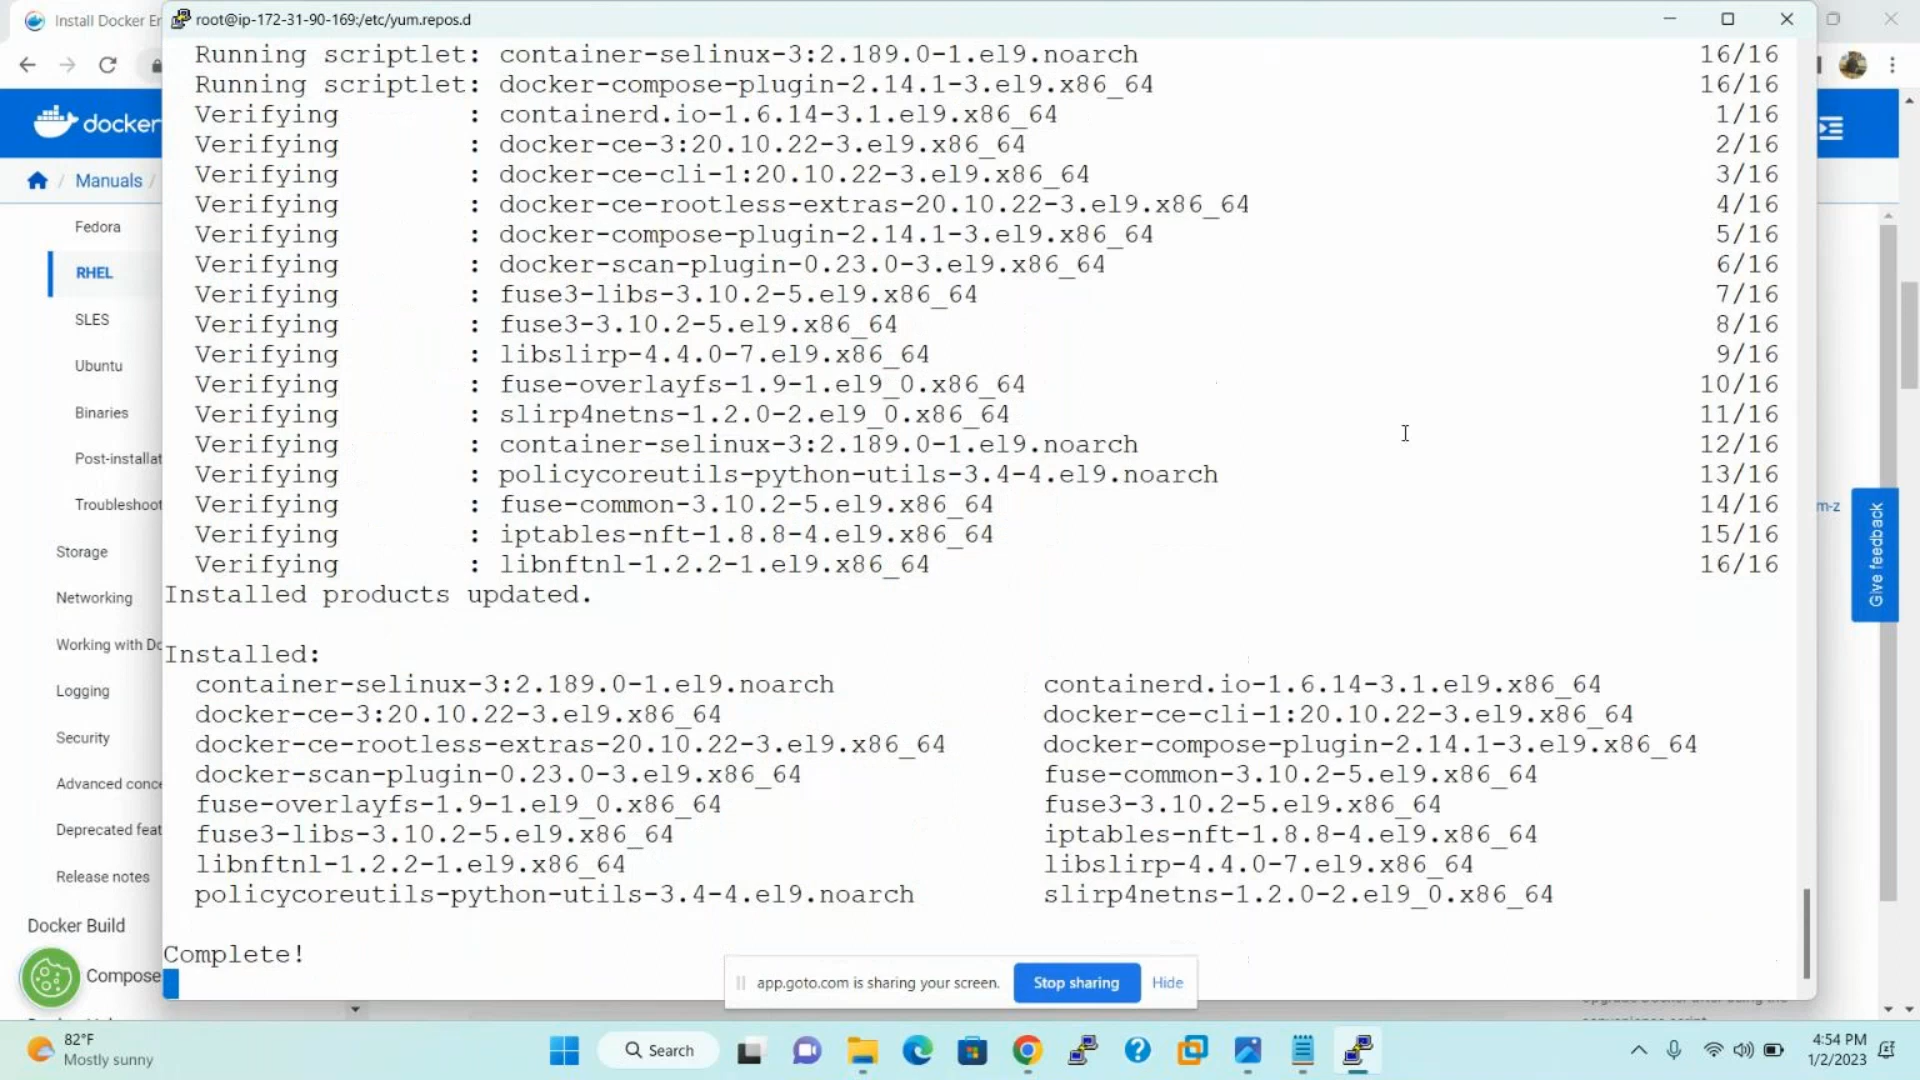 Install Docker En
root@ip-172-31-90-169:/etc/yum.repos.d
docker
Manuals /
Fedora
RHEL
SLES
Ubuntu
Binaries
Post-installat
Troubleshoot
Storage
Networking
Working with Do
Logging
Security
Advanced conce
Deprecated feat
Release notes
Docker Build
Compose
Running scriptlet: container-selinux-3:2.189.0-1.el9.noarch 16/16
Running scriptlet: docker-compose-plugin-2.14.1-3.el9.x86_64 16/16
Verifying : containerd.io-1.6.14-3.1.el9.x86_64 1/16
Verifying : docker-ce-3:20.10.22-3.el9.x86_64 2/16
Verifying : docker-ce-cli-1:20.10.22-3.el9.x86_64 3/16
Verifying : docker-ce-rootless-extras-20.10.22-3.el9.x86_64 4/16
Verifying : docker-compose-plugin-2.14.1-3.el9.x86_64 5/16
Verifying : docker-scan-plugin-0.23.0-3.el9.x86_64 6/16
Verifying : fuse3-libs-3.10.2-5.el9.x86_64 7/16
Verifying : fuse3-3.10.2-5.el9.x86_64 8/16
Verifying : libslirp-4.4.0-7.el9.x86_64 9/16
Verifying : fuse-overlayfs-1.9-1.el9_0.x86_64 10/16
Verifying : slirp4netns-1.2.0-2.el9_0.x86_64 11/16
Verifying : container-selinux-3:2.189.0-1.el9.noarch 12/16
Verifying : policycoreutils-python-utils-3.4-4.el9.noarch 13/16
Verifying : fuse-common-3.10.2-5.el9.x86_64 14/16
Verifying : iptables-nft-1.8.8-4.el9.x86_64 15/16
Verifying : libnftnl-1.2.2-1.el9.x86_64 16/16
Installed products updated.
Installed:
container-selinux-3:2.189.0-1.el9.noarch containerd.io-1.6.14-3.1.el9.x86_64
docker-ce-3:20.10.22-3.el9.x86_64 docker-ce-cli-1:20.10.22-3.el9.x86_64
docker-ce-rootless-extras-20.10.22-3.el9.x86_64 docker-compose-plugin-2.14.1-3.el9.x86_64
docker-scan-plugin-0.23.0-3.el9.x86_64 fuse-common-3.10.2-5.el9.x86_64
fuse-overlayfs-1.9-1.el9_0.x86_64 fuse3-3.10.2-5.el9.x86_64
fuse3-libs-3.10.2-5.el9.x86_64 iptables-nft-1.8.8-4.el9.x86_64
libnftnl-1.2.2-1.el9.x86_64 libslirp-4.4.0-7.el9.x86_64
policycoreutils-python-utils-3.4-4.el9.noarch slirp4netns-1.2.0-2.el9_0.x86_64
Complete!
m-z
Give feedback
app.goto.com is sharing your screen. Stop sharing Hide
82°F
Mostly sunny
Search
4:54 PM
1/2/2023